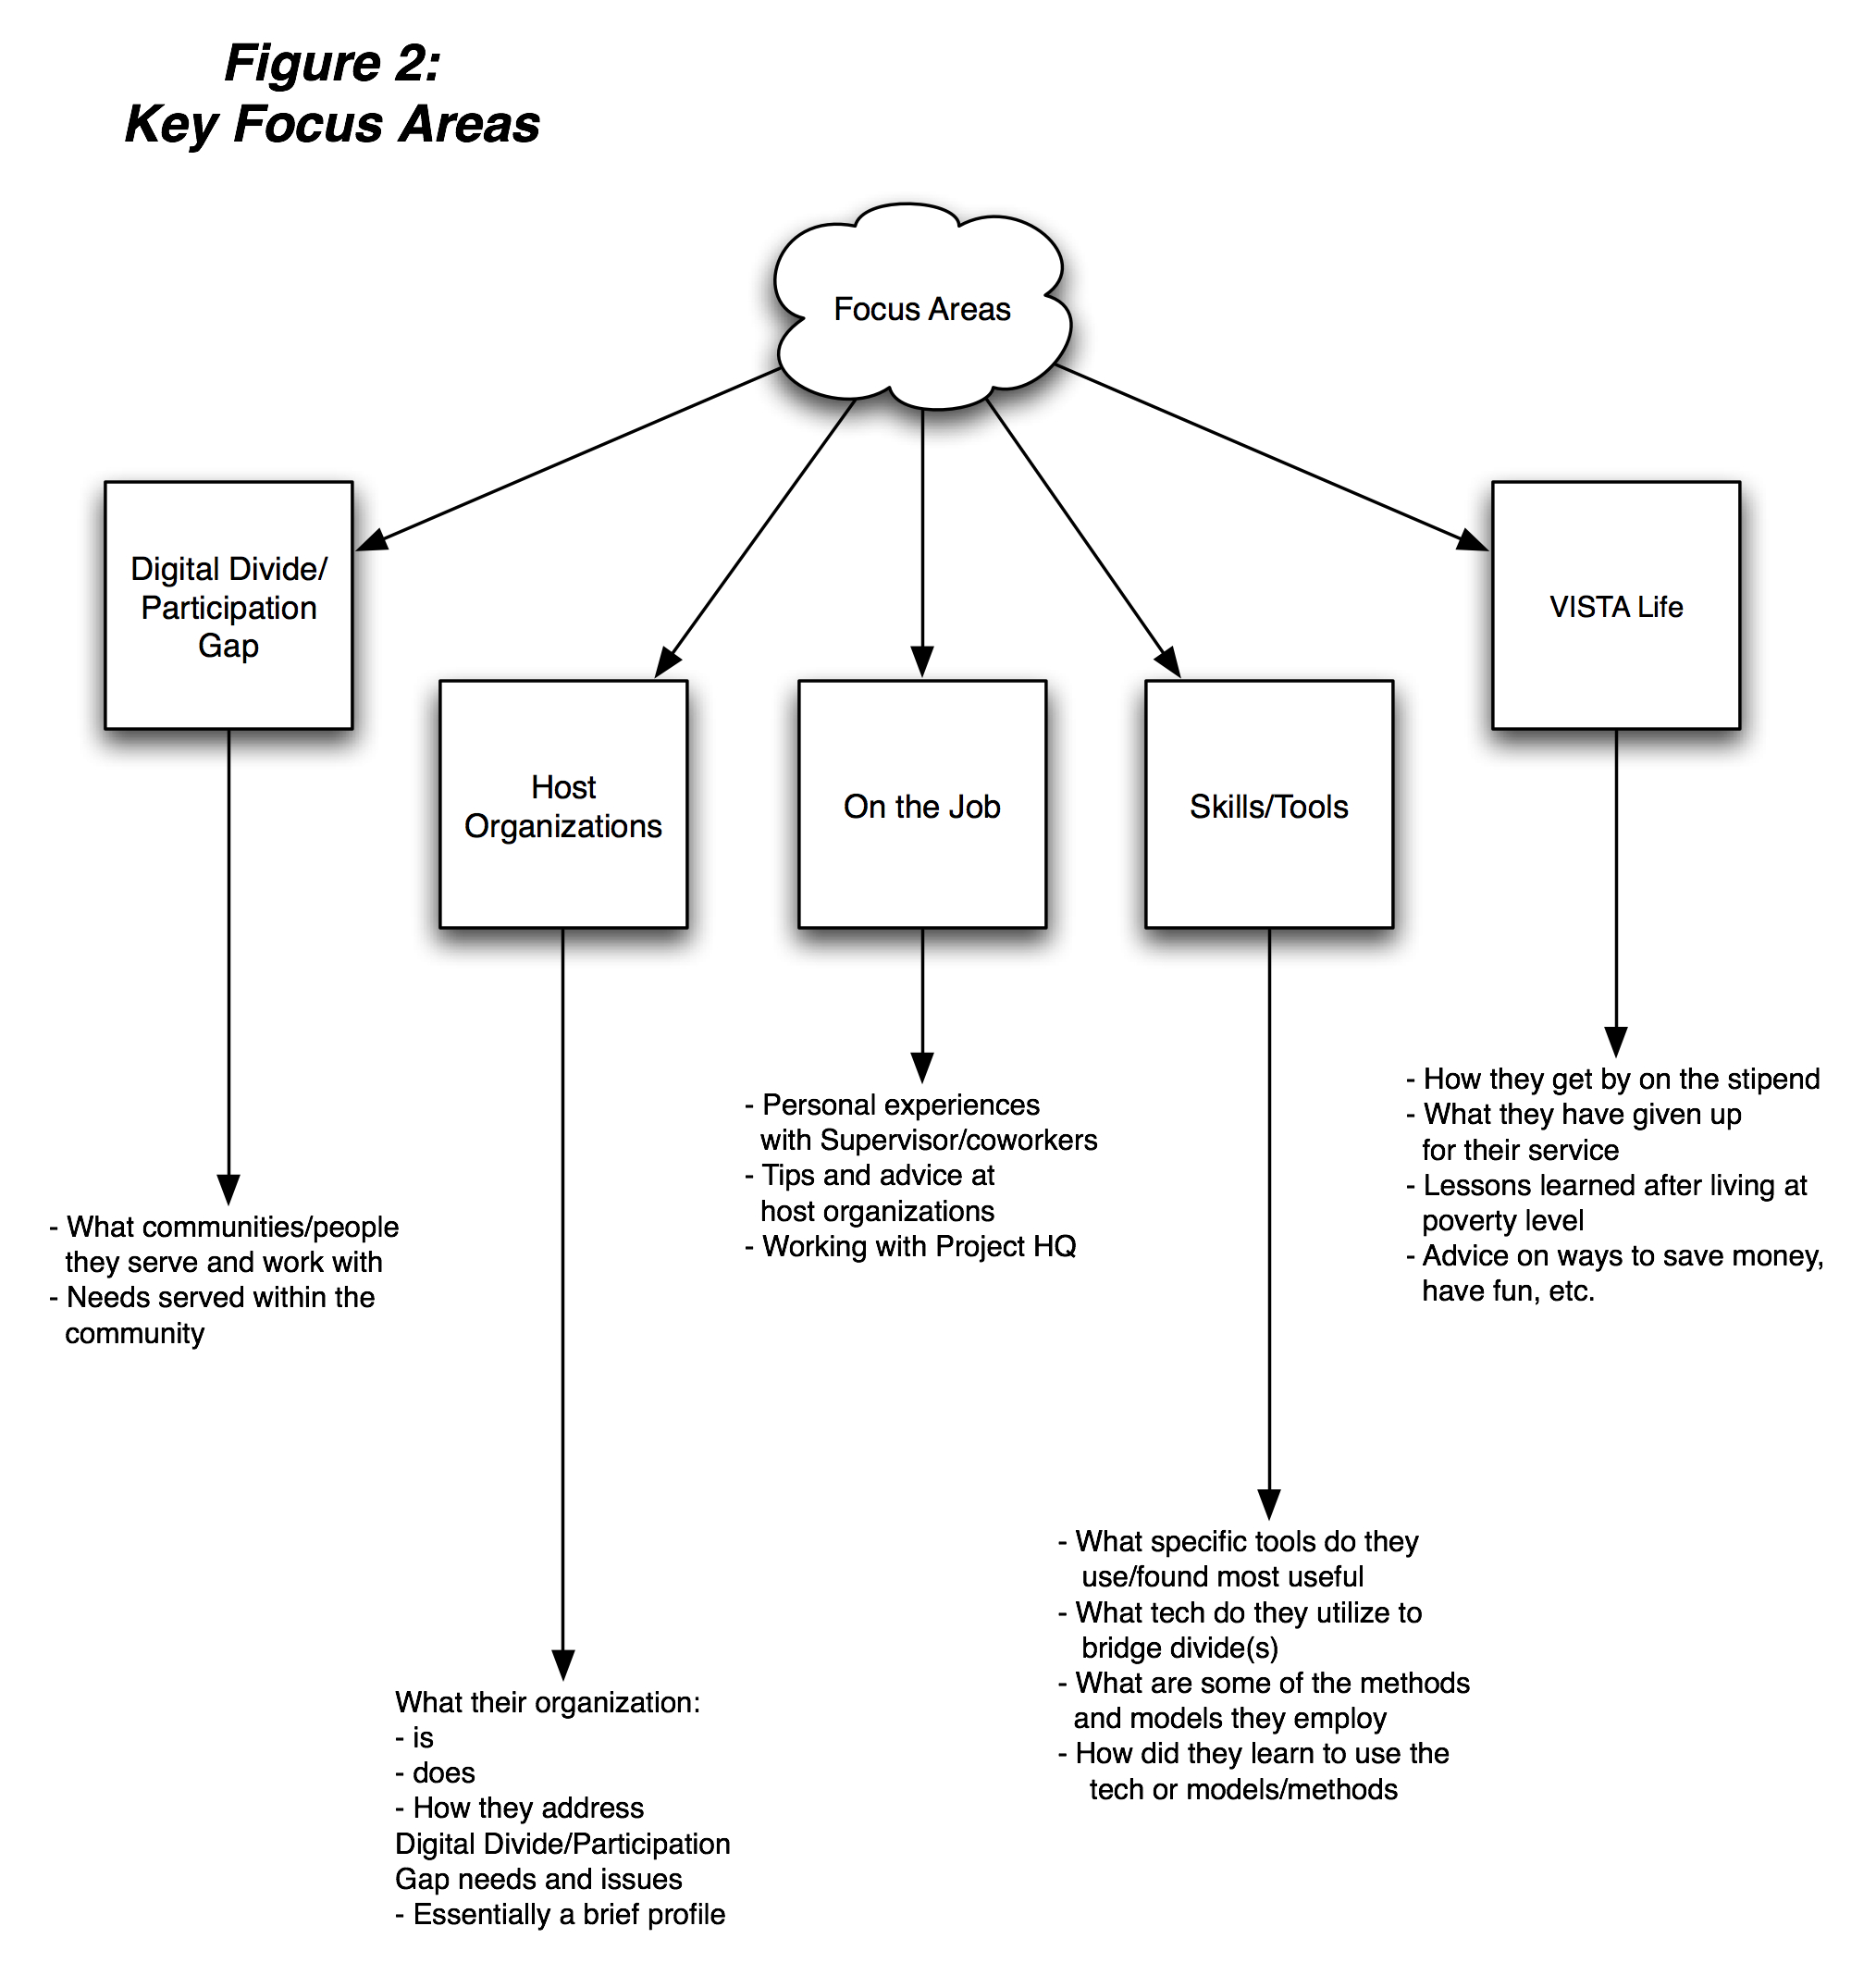 Figure 2:
Key Focus Areas
Focus Areas
Digital Divide/
Participation
Gap
Host
Organizations
On the Job
Skills/Tools
VISTA Life
- What communities/people
they serve and work with
- Needs served within the
community
What their organization:
- is
- does
- How they address
Digital Divide/Participation
Gap needs and issues
- Essentially a brief profile
- Personal experiences
with Supervisor/coworkers
- Tips and advice at
host organizations
- Working with Project HQ
- What specific tools do they
use/found most useful
- What tech do they utilize to
bridge divide(s)
- What are some of the methods
and models they employ
- How did they learn to use the
tech or models/methods
- How they get by on the stipend
- What they have given up
for their service
- Lessons learned after living at
poverty level
- Advice on ways to save money,
have fun, etc.